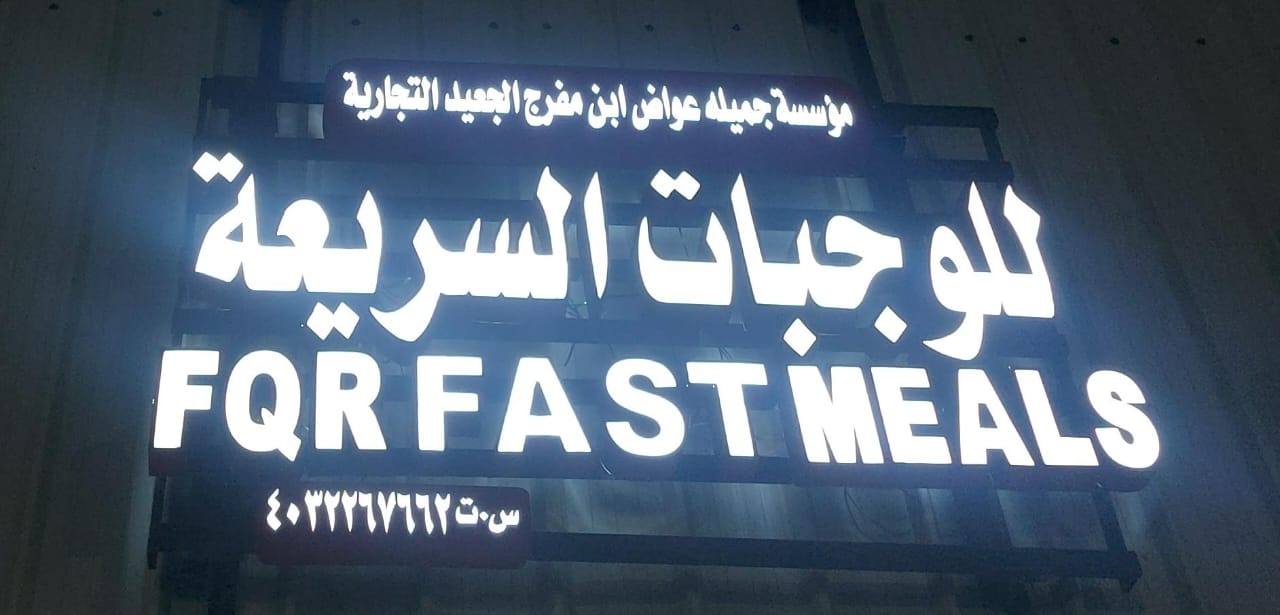 مؤسسة جميله عواض ابن مفرج الجعيد التجارية
للوجبات السريعة
FQR FAST MEALS
س.ت ٤٠٣٢٢٦٧٦٦٢